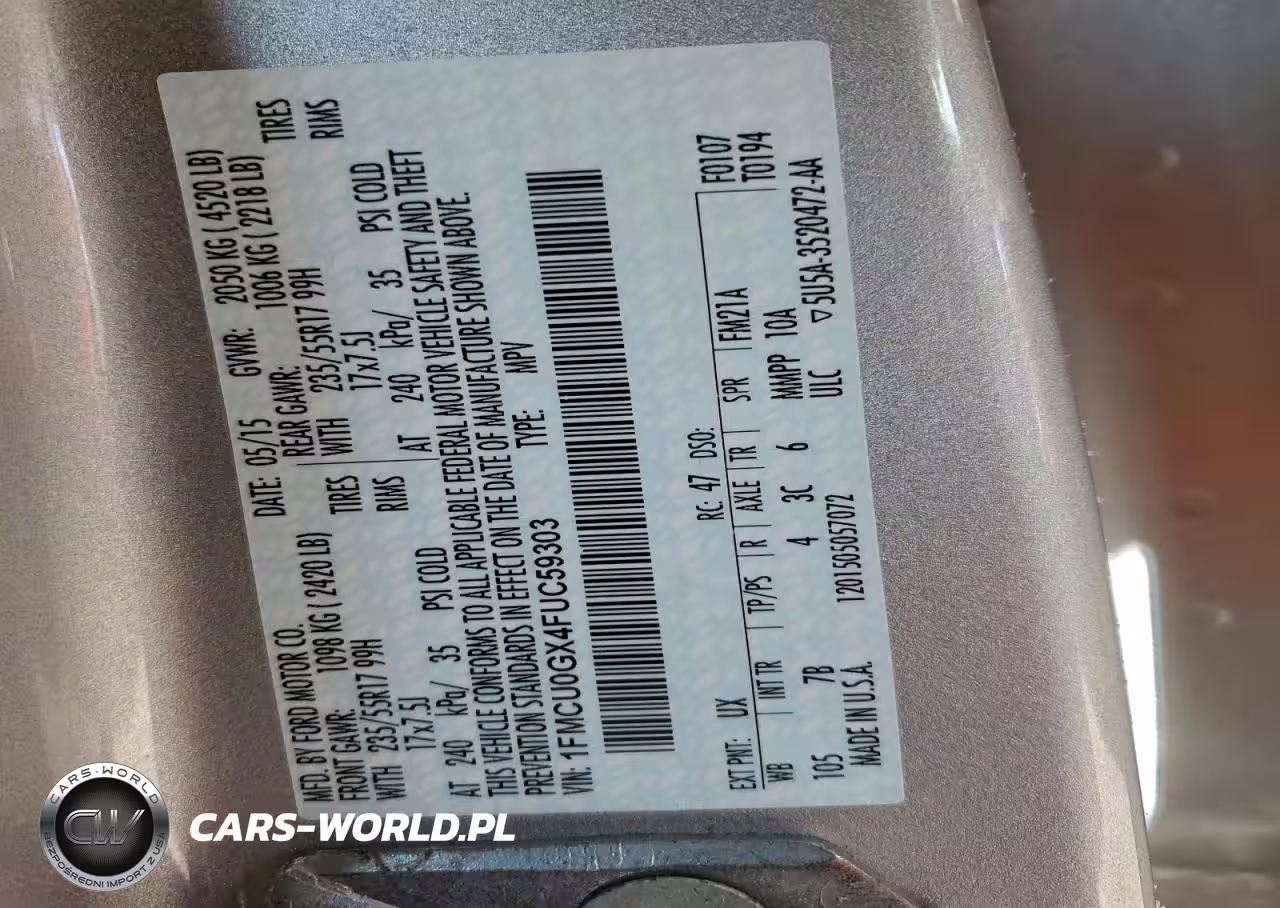 MFD. BY FORD MOTOR CO.
DATE: 05/15 GVWR: 2050 KG ( 4520 LB)
FRONT GAWR: 1098 KG ( 2420 LB)
REAR GAWR: 1006 KG ( 2218 LB)
WITH 235/55R17 99H TIRES
WITH 235/55R17 99H TIRES
17x7.5J RIMS
17x7.5J RIMS
AT 240 kPa/ 35 PSI COLD
AT 240 kPa/ 35 PSI COLD
THIS VEHICLE CONFORMS TO ALL APPLICABLE FEDERAL MOTOR VEHICLE SAFETY AND THEFT
PREVENTION STANDARDS IN EFFECT ON THE DATE OF MANUFACTURE SHOWN ABOVE.
VIN: 1FMCU0GX4FUC59303 TYPE: MPV
F0107
T0194
EXT PNT: UX RC: 47 DSO:
WB INT TR TP/PS R AXLE TR SPR FM21A
105 7B 4 3C 6 MMPP 10A
MADE IN U.S.A. 1201505057072 ULC ▽5U5A-3520472-AA
CARS-WORLD
CW
BEZPOŚREDNI IMPORT Z USA
CARS-WORLD.PL